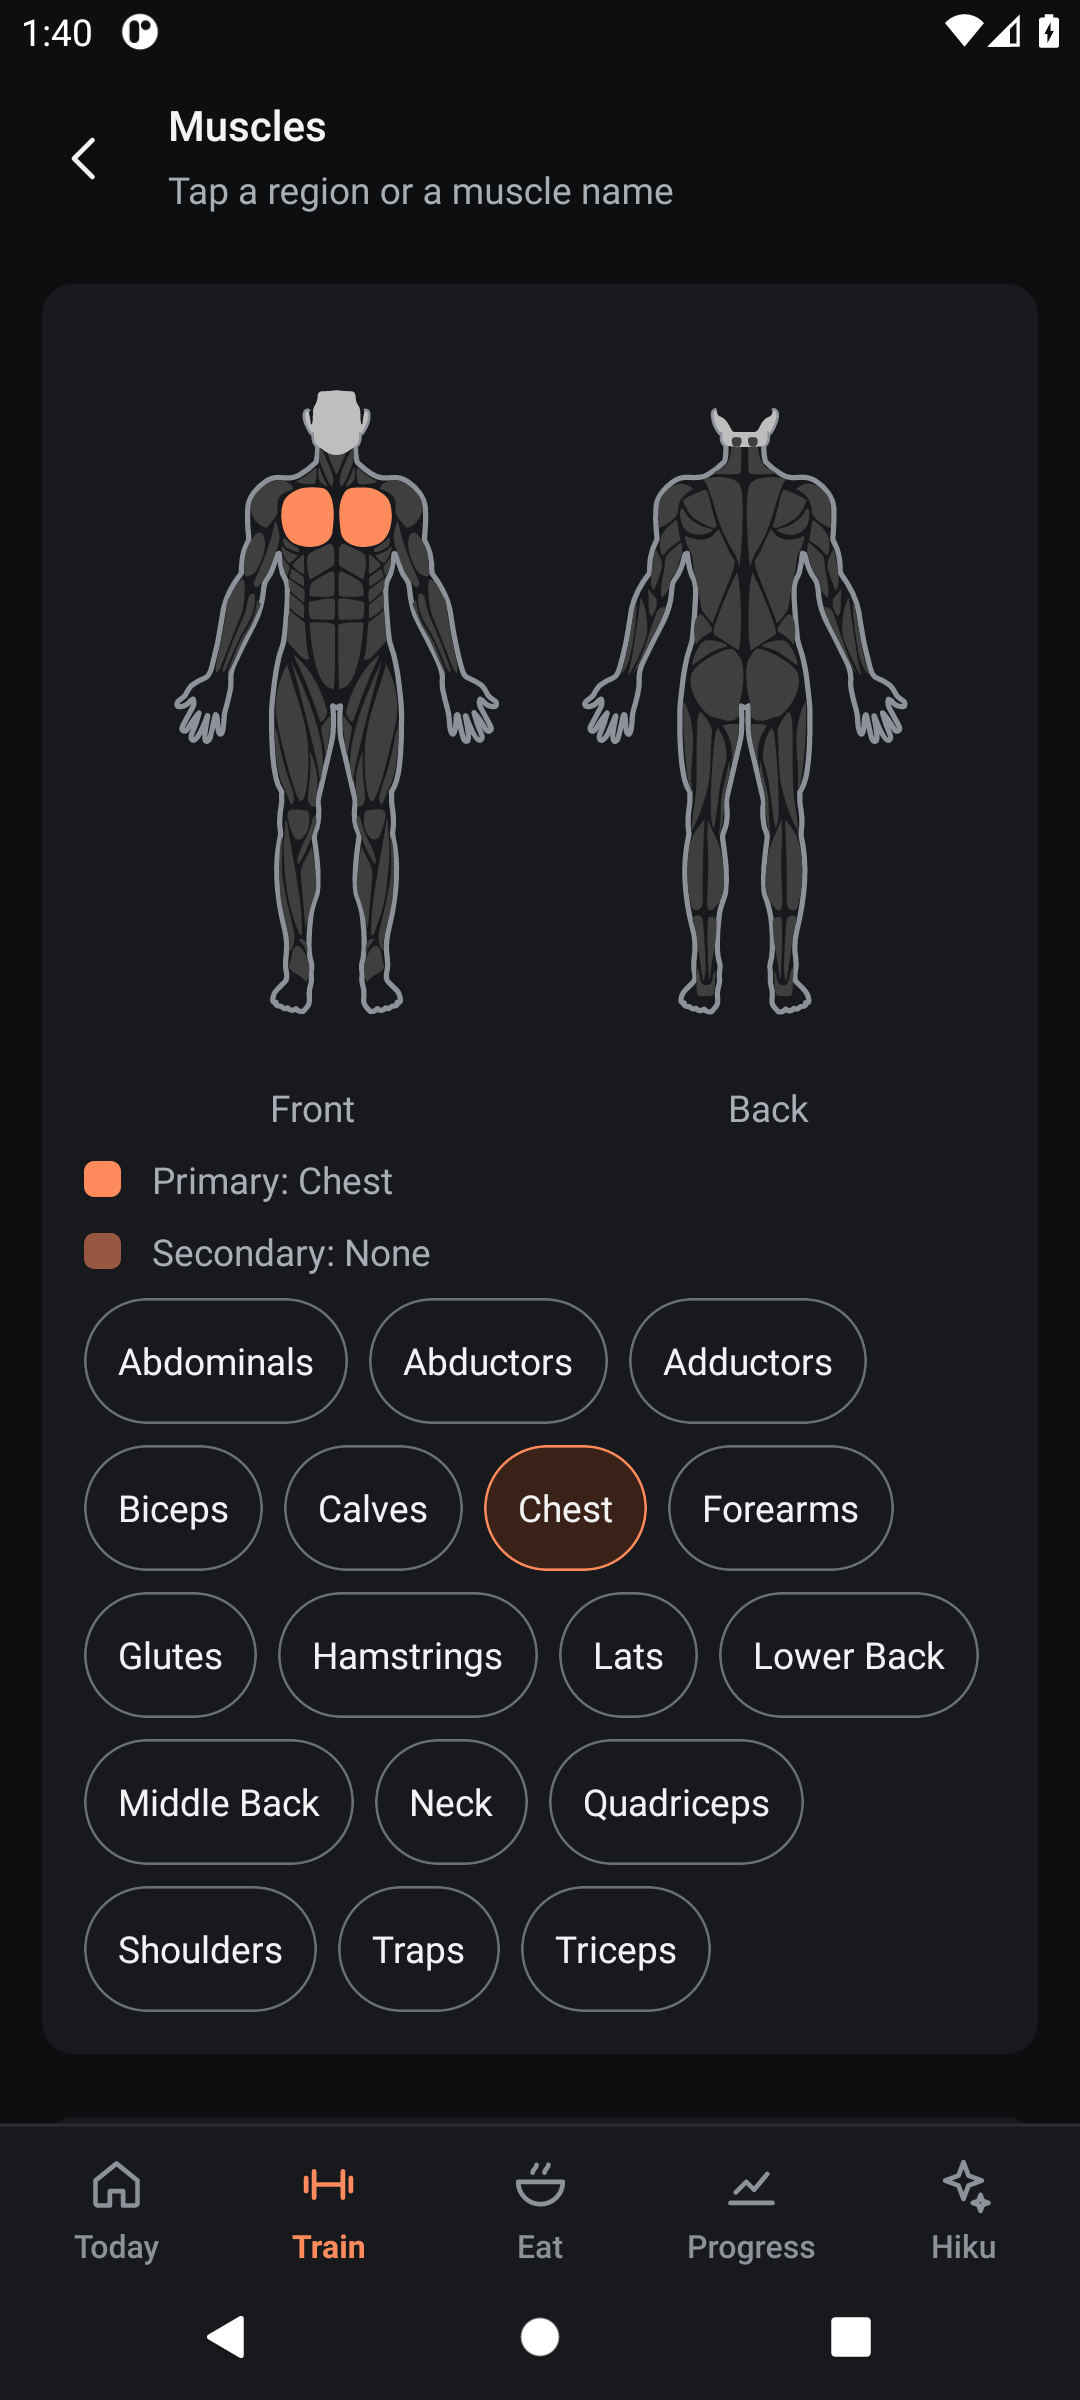 1:40
Muscles
Tap a region or a muscle name
Front Back
Primary: Chest
Secondary: None
Abdominals Abductors Adductors
Biceps Calves Chest Forearms
Glutes Hamstrings Lats Lower Back
Middle Back Neck Quadriceps
Shoulders Traps Triceps
Today Train Eat Progress Hiku